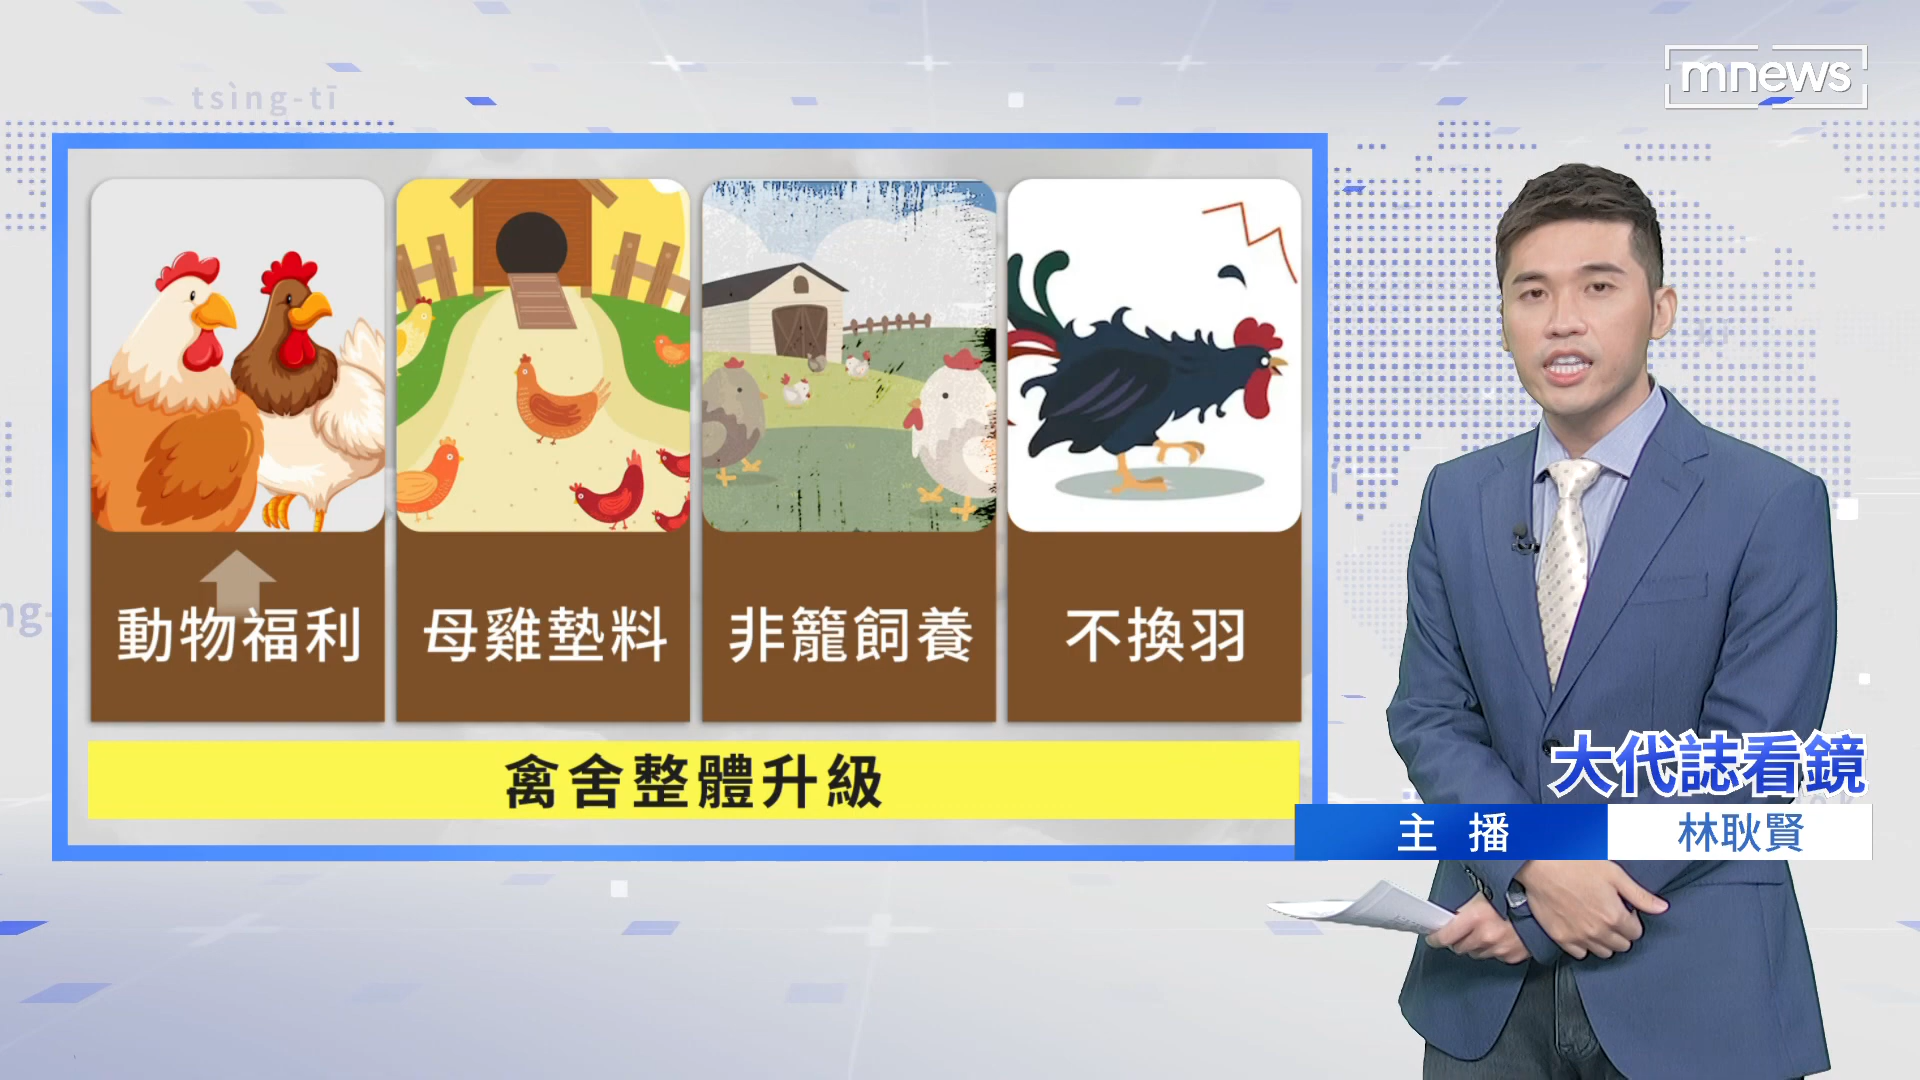 mnews
tsìng-tī
動物福利
母雞墊料
非籠飼養
不換羽
禽舍整體升級
大代誌看鏡
主播
林耿賢